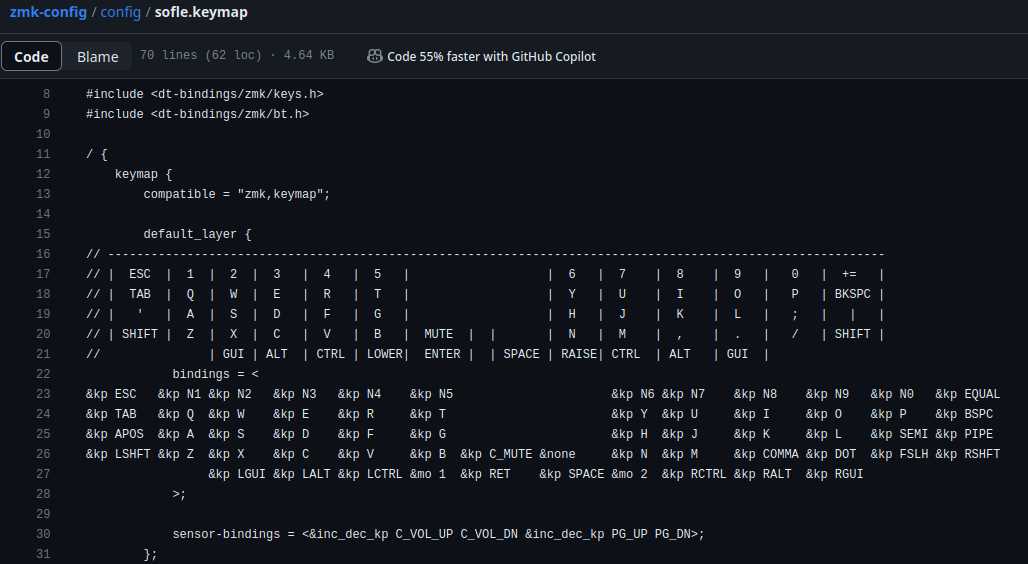 zmk-config / config / sofle.keymap
Code Blame 70 lines (62 loc) · 4.64 KB Code 55% faster with GitHub Copilot
8 #include <dt-bindings/zmk/keys.h>
9 #include <dt-bindings/zmk/bt.h>
10
11 / {
12     keymap {
13         compatible = "zmk,keymap";
14
15         default_layer {
16 // ------------------------------------------------------------------------------------------------------------
17 // |  ESC  |  1  |  2  |  3   |  4   |  5   |                   |  6   |  7    |  8    |  9   |   0   |  +=   |
18 // |  TAB  |  Q  |  W  |  E   |  R   |  T   |                   |  Y   |  U    |  I    |  O   |   P   | BKSPC |
19 // |   '   |  A  |  S  |  D   |  F   |  G   |                   |  H   |  J    |  K    |  L   |   ;   |   |   |
20 // | SHIFT |  Z  |  X  |  C   |  V   |  B   |  MUTE  |  |       |  N   |  M    |  ,    |  .   |   /   | SHIFT |
21 //               | GUI | ALT  | CTRL | LOWER|  ENTER |  | SPACE | RAISE| CTRL  | ALT   | GUI  |
22             bindings = <
23 &kp ESC   &kp N1 &kp N2   &kp N3   &kp N4    &kp N5                      &kp N6 &kp N7    &kp N8    &kp N9   &kp N0   &kp EQUAL
24 &kp TAB   &kp Q  &kp W    &kp E    &kp R     &kp T                       &kp Y  &kp U     &kp I     &kp O    &kp P    &kp BSPC
25 &kp APOS  &kp A  &kp S    &kp D    &kp F     &kp G                       &kp H  &kp J     &kp K     &kp L    &kp SEMI &kp PIPE
26 &kp LSHFT &kp Z  &kp X    &kp C    &kp V     &kp B  &kp C_MUTE &none     &kp N  &kp M     &kp COMMA &kp DOT  &kp FSLH &kp RSHFT
27                  &kp LGUI &kp LALT &kp LCTRL &mo 1  &kp RET    &kp SPACE &mo 2  &kp RCTRL &kp RALT  &kp RGUI
28             >;
29
30             sensor-bindings = <&inc_dec_kp C_VOL_UP C_VOL_DN &inc_dec_kp PG_UP PG_DN>;
31         };